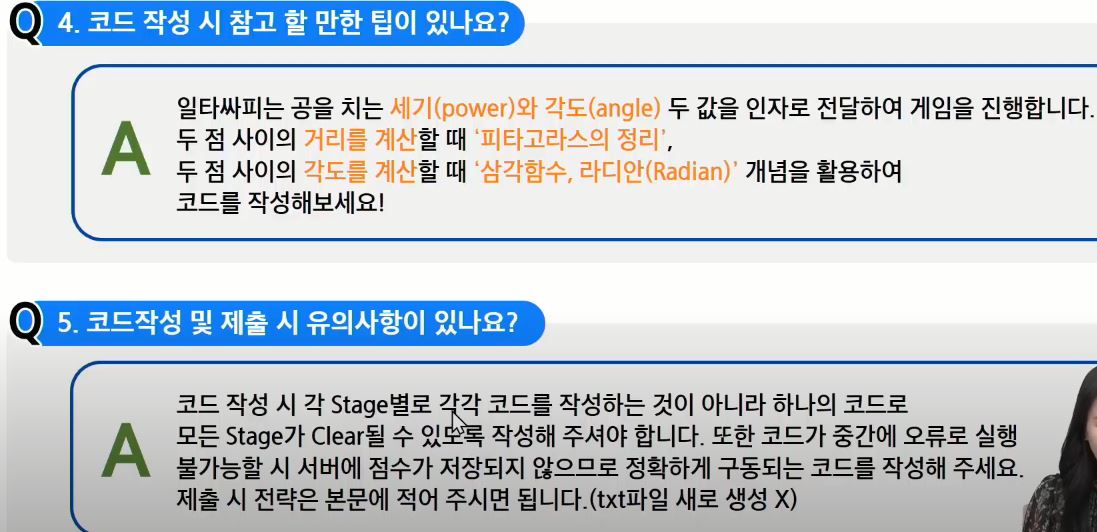 Q 4. 코드 작성 시 참고 할 만한 팁이 있나요?
A
일타싸피는 공을 치는 세기(power)와 각도(angle) 두 값을 인자로 전달하여 게임을 진행합니다.
두 점 사이의 거리를 계산할 때 ‘피타고라스의 정리’,
두 점 사이의 각도를 계산할 때 ‘삼각함수, 라디안(Radian)’ 개념을 활용하여
코드를 작성해보세요!
Q 5. 코드작성 및 제출 시 유의사항이 있나요?
A
코드 작성 시 각 Stage별로 각각 코드를 작성하는 것이 아니라 하나의 코드로
모든 Stage가 Clear될 수 있도록 작성해 주셔야 합니다. 또한 코드가 중간에 오류로 실행
불가능할 시 서버에 점수가 저장되지 않으므로 정확하게 구동되는 코드를 작성해 주세요.
제출 시 전략은 본문에 적어 주시면 됩니다.(txt파일 새로 생성 X)